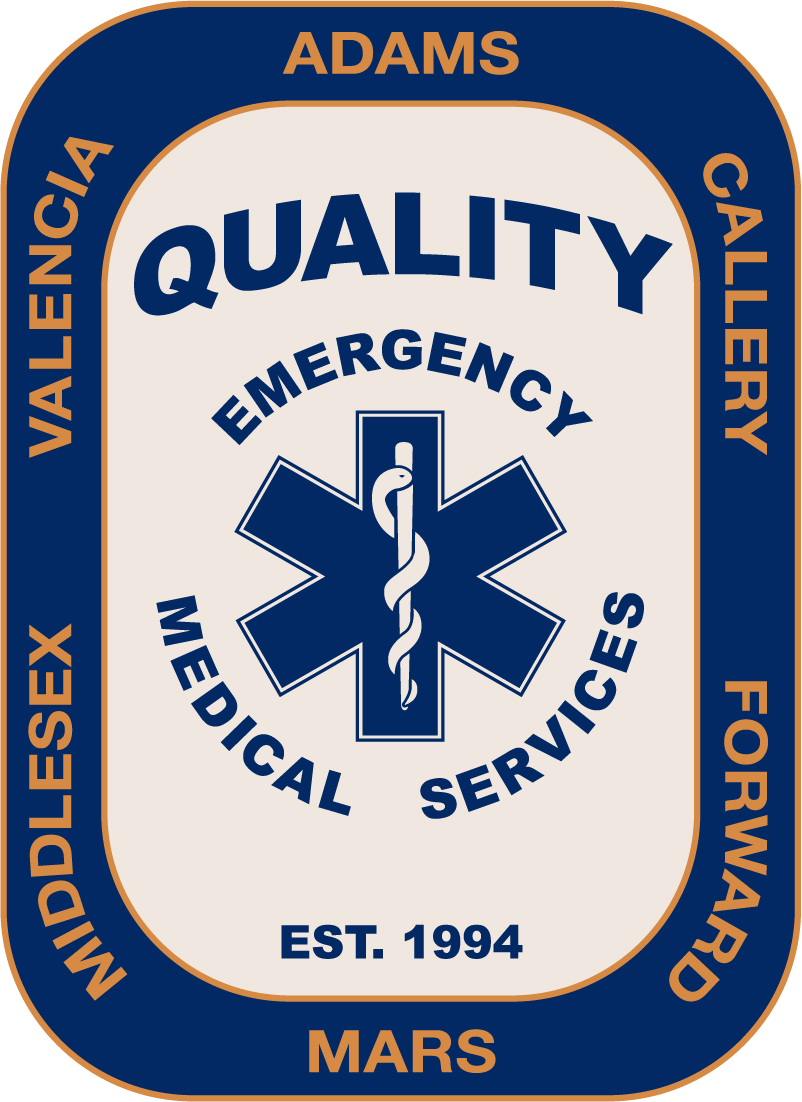 ADAMS
VALENCIA
CALLERY
QUALITY
EMERGENCY
MEDICAL SERVICES
MIDDLESEX
FORWARD
EST. 1994
MARS